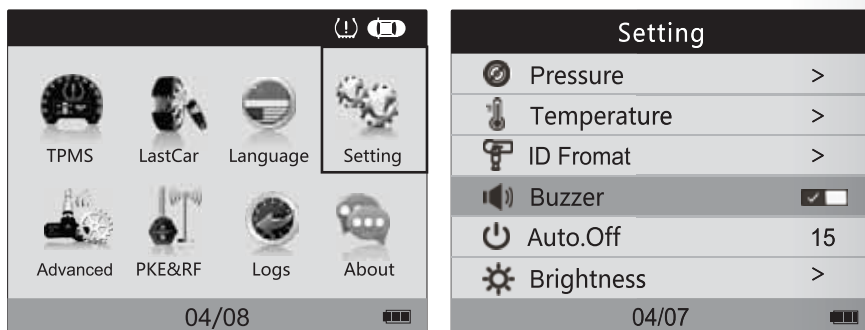 TPMS LastCar Language Setting
Advanced PKE&RF Logs About
04/08
Setting
Pressure >
Temperature >
ID Fromat >
Buzzer
Auto.Off 15
Brightness >
04/07